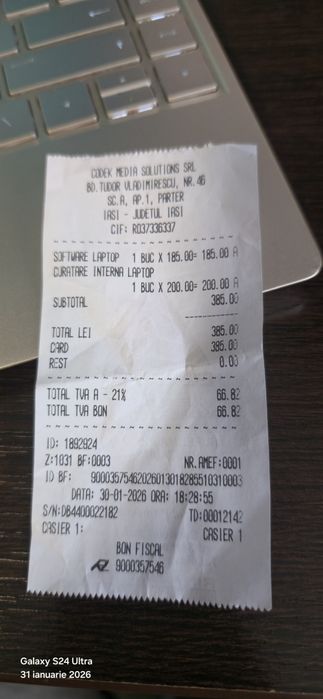 CODEK MEDIA SOLUTIONS SRL
BD.TUDOR VLADIMIRESCU, NR.46
SC.A, AP.1, PARTER
IASI - JUDETUL IASI
CIF: RO37336337
SOFTWARE LAPTOP 1 BUC X 185.00= 185.00 A
CURATARE INTERNA LAPTOP
1 BUC X 200.00= 200.00 A
SUBTOTAL 385.00
TOTAL LEI 385.00
CARD 385.00
REST 0.00
TOTAL TVA A - 21% 66.82
TOTAL TVA BON 66.82
ID: 1892924
Z:1031 BF:0003 NR.AMEF:0001
ID BF: 90003575462026013018285510310003
DATA: 30-01-2026 ORA: 18:28:55
S/N:DB4400022182 TD:00012142
CASIER 1: CASIER 1
BON FISCAL
9000357546
Galaxy S24 Ultra
31 ianuarie 2026